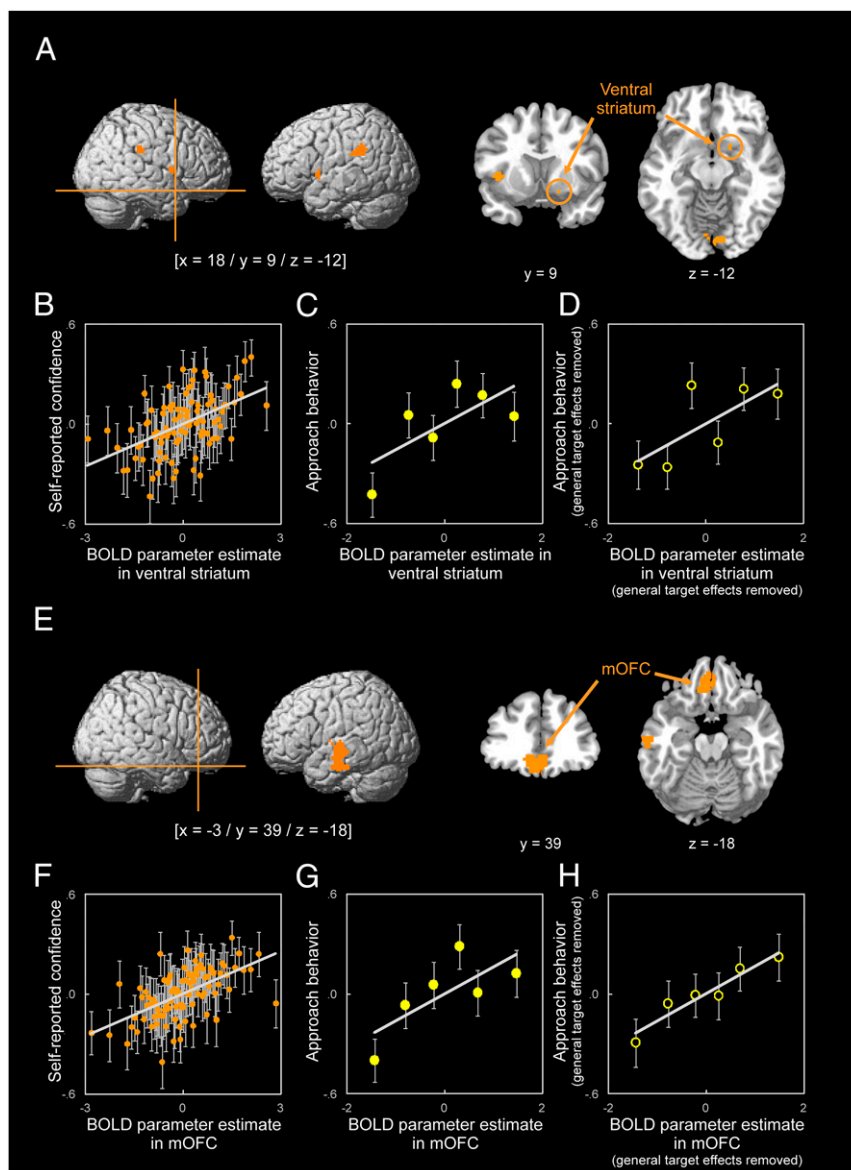 A
Ventral
striatum
[x = 18 / y = 9 / z = -12]
y = 9
z = -12
B
Self-reported confidence
.6
.0
-.6
-3
0
3
BOLD parameter estimate
in ventral striatum
C
Approach behavior
.6
.0
-.6
-2
0
2
BOLD parameter estimate in
ventral striatum
D
Approach behavior
(general target effects removed)
.6
.0
-.6
-2
0
2
BOLD parameter estimate
in ventral striatum
(general target effects removed)
E
mOFC
[x = -3 / y = 39 / z = -18]
y = 39
z = -18
F
Self-reported confidence
.6
.0
-.6
-3
0
3
BOLD parameter estimate
in mOFC
G
Approach behavior
.6
.0
-.6
-2
0
2
BOLD parameter estimate
in mOFC
H
Approach behavior
(general target effects removed)
.6
.0
-.6
-2
0
2
BOLD parameter estimate
in mOFC
(general target effects removed)